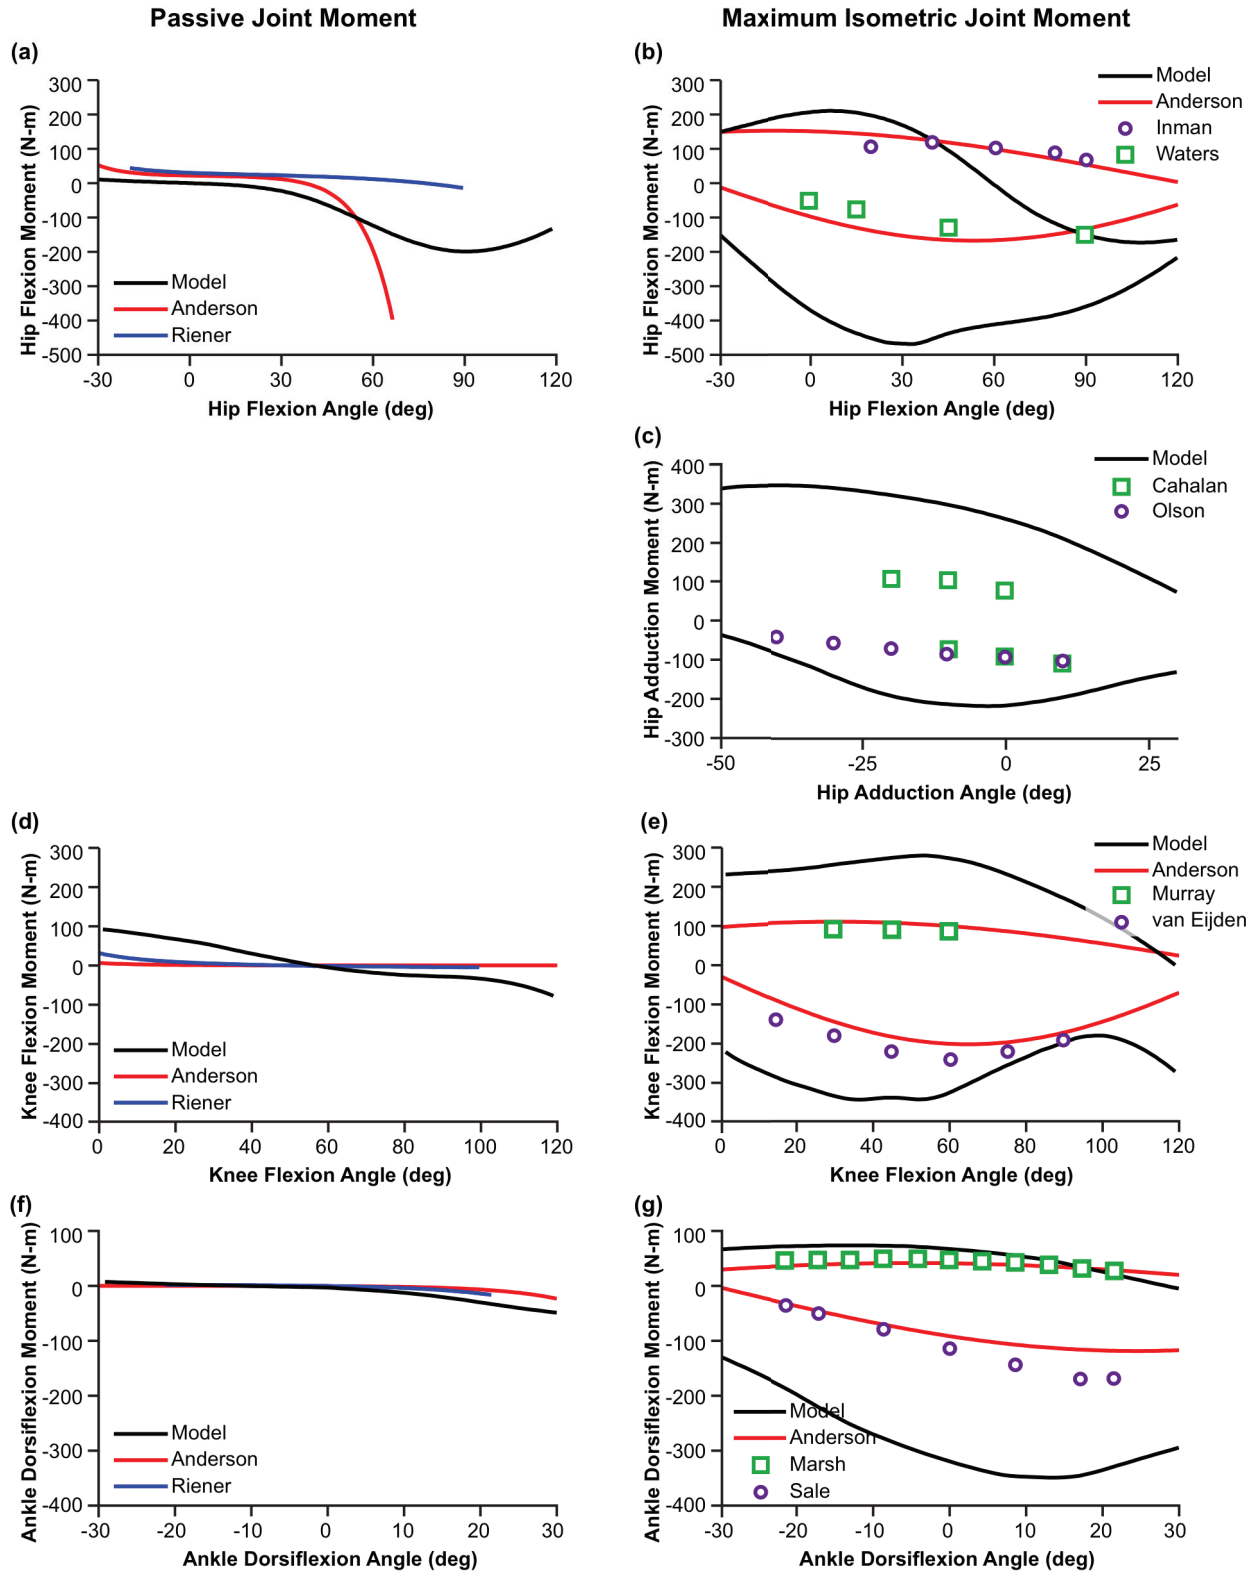 Passive Joint Moment
Maximum Isometric Joint Moment
(a)
300
200
100
0
-100
-200
-300
-400
-500
Hip Flexion Moment (N-m)
Model
Anderson
Riener
-30 0 30 60 90 120
Hip Flexion Angle (deg)
(b)
300
200
100
0
-100
-200
-300
-400
-500
Hip Flexion Moment (N-m)
Model
Anderson
Inman
Waters
-30 0 30 60 90 120
Hip Flexion Angle (deg)
(c)
400
300
200
100
0
-100
-200
-300
Hip Adduction Moment (N-m)
Model
Cahalan
Olson
-50 -25 0 25
Hip Adduction Angle (deg)
(d)
300
200
100
0
-100
-200
-300
-400
Knee Flexion Moment (N-m)
Model
Anderson
Riener
0 20 40 60 80 100 120
Knee Flexion Angle (deg)
(e)
300
200
100
0
-100
-200
-300
-400
Knee Flexion Moment (N-m)
Model
Anderson
Murray
van Eijden
0 20 40 60 80 100 120
Knee Flexion Angle (deg)
(f)
100
0
-100
-200
-300
-400
Ankle Dorsiflexion Moment (N-m)
Model
Anderson
Riener
-30 -20 -10 0 10 20 30
Ankle Dorsiflexion Angle (deg)
(g)
100
0
-100
-200
-300
-400
Ankle Dorsiflexion Moment (N-m)
Model
Anderson
Marsh
Sale
-30 -20 -10 0 10 20 30
Ankle Dorsiflexion Angle (deg)